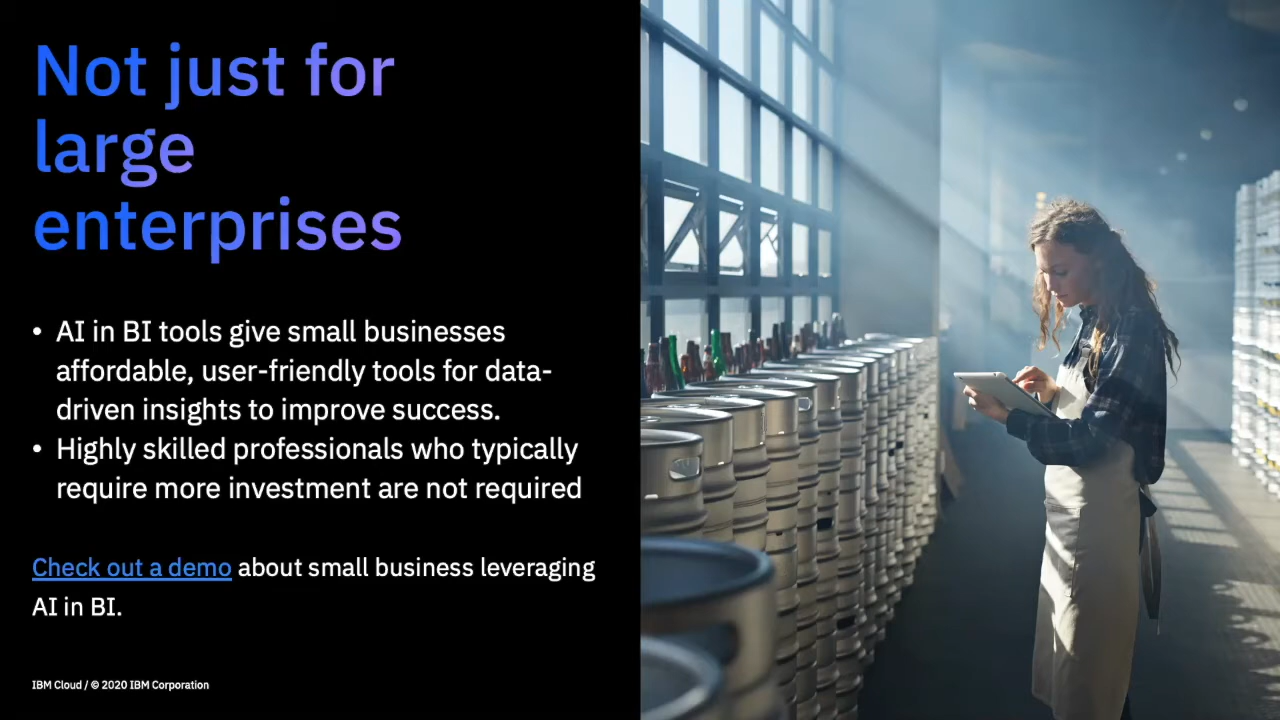 Not just for
large
enterprises
• AI in BI tools give small businesses
affordable, user-friendly tools for data-
driven insights to improve success.
• Highly skilled professionals who typically
require more investment are not required
Check out a demo about small business leveraging
AI in BI.
IBM Cloud / © 2020 IBM Corporation